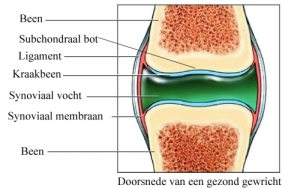 Been
Subchondraal bot
Ligament
Kraakbeen
Synoviaal vocht
Synoviaal membraan
Been
Doorsnede van een gezond gewricht